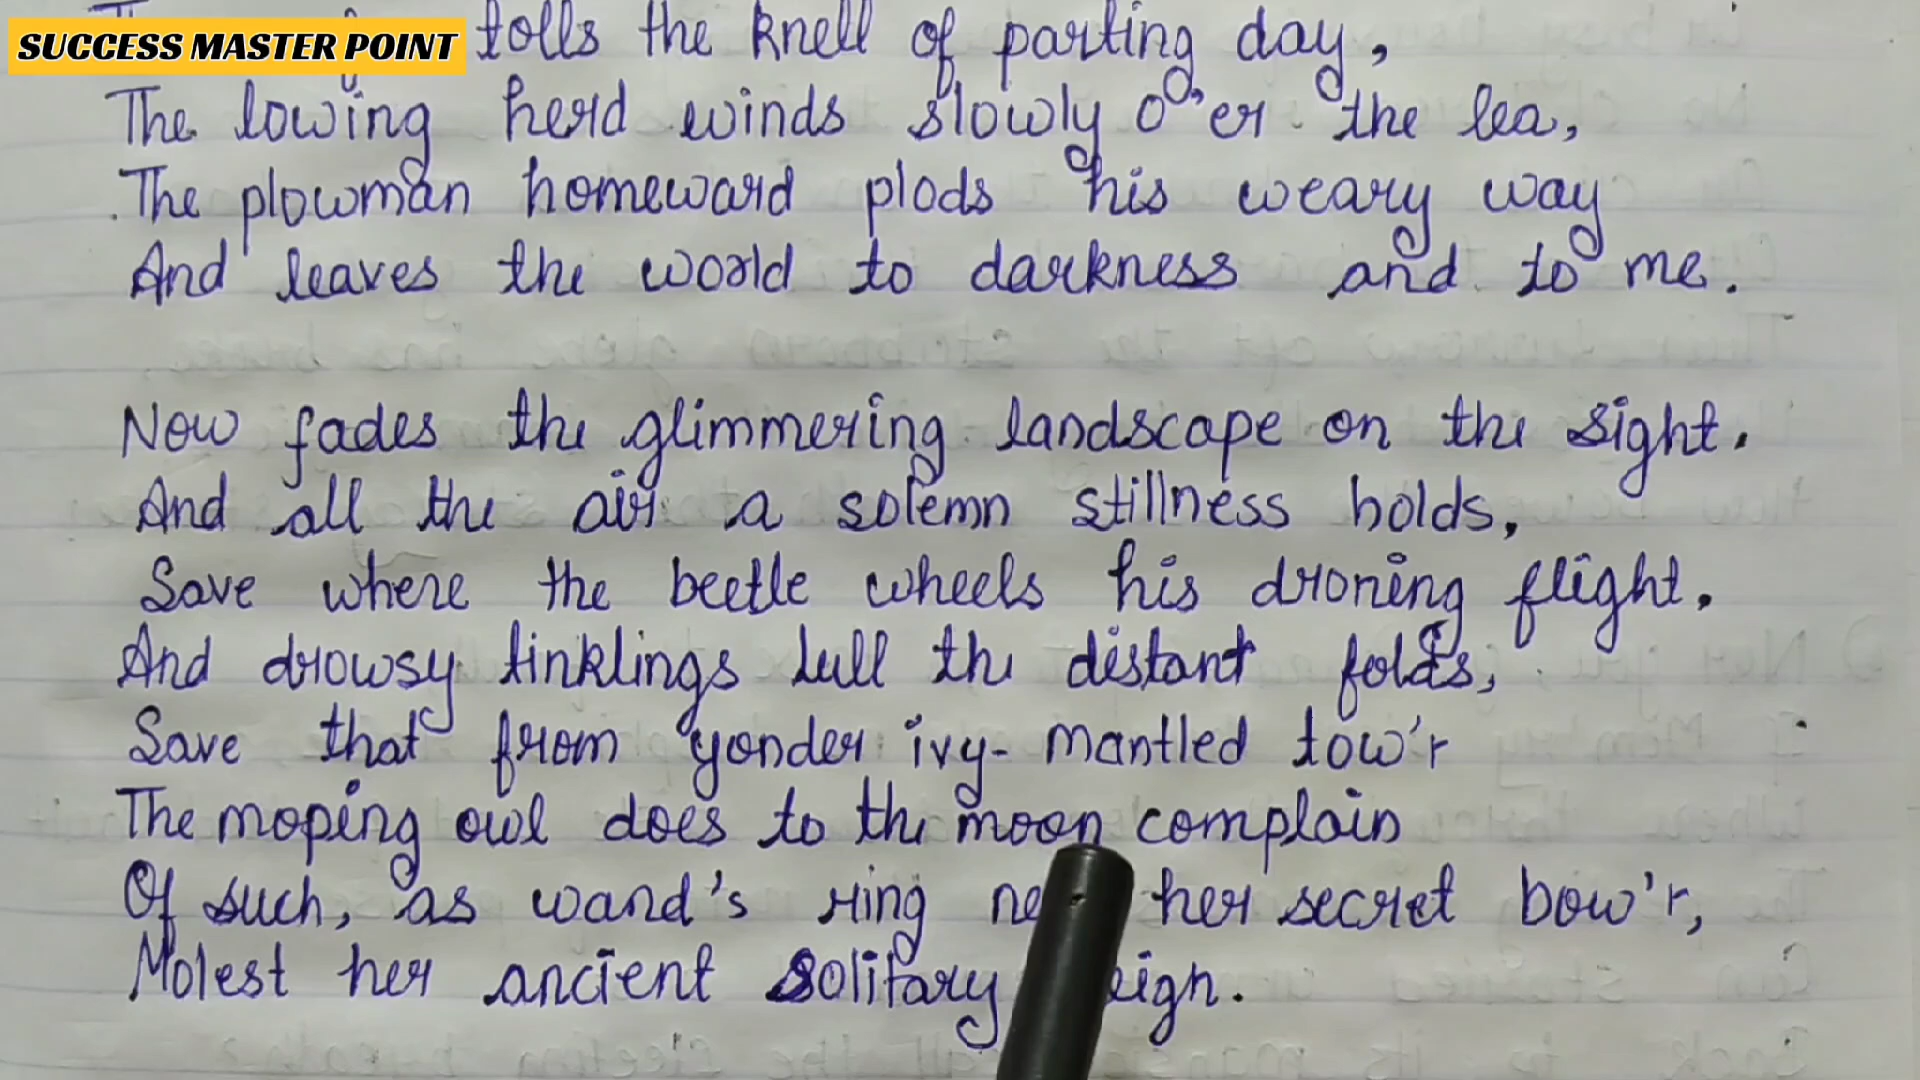 SUCCESS MASTER POINT
tolls the knell of parting day,
The lowing herd winds slowly o'er the lea,
The plowman homeward plods his weary way
And leaves the world to darkness and to me.
Now fades the glimmering landscape on the sight.
And all the air a solemn stillness holds,
Save where the beetle wheels his droning flight.
And drowsy tinklings lull the distant folds,
Save that from yonder ivy-mantled tow'r
The moping owl does to the moon complain
Of such, as wand's ring her secret bow'r,
Molest her ancient solitary